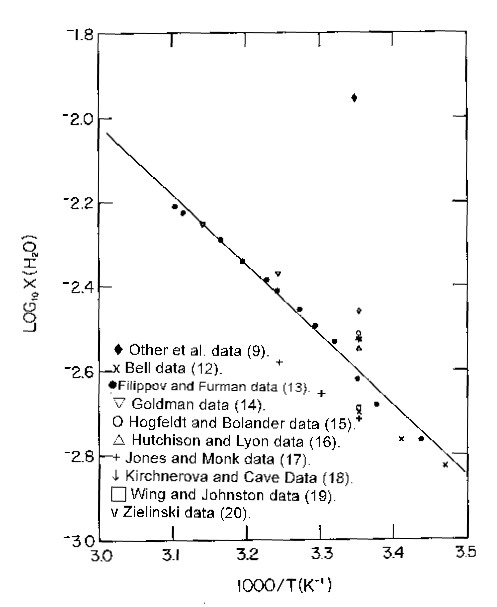 -1.8
-2.0
-2.2
-2.4
-2.6
-2.8
-3.0
LOG₁₀ X(H₂O)
♦ Other et al. data (9).
x Bell data (12).
●Filippov and Furman data (13).
▽ Goldman data (14).
O Hogfeldt and Bolander data (15).
△ Hutchison and Lyon data (16).
+ Jones and Monk data (17).
↓ Kirchnerova and Cave Data (18).
□ Wing and Johnston data (19).
v Zielinski data (20).
3.0 3.1 3.2 3.3 3.4 3.5
1000/T(K⁻¹)